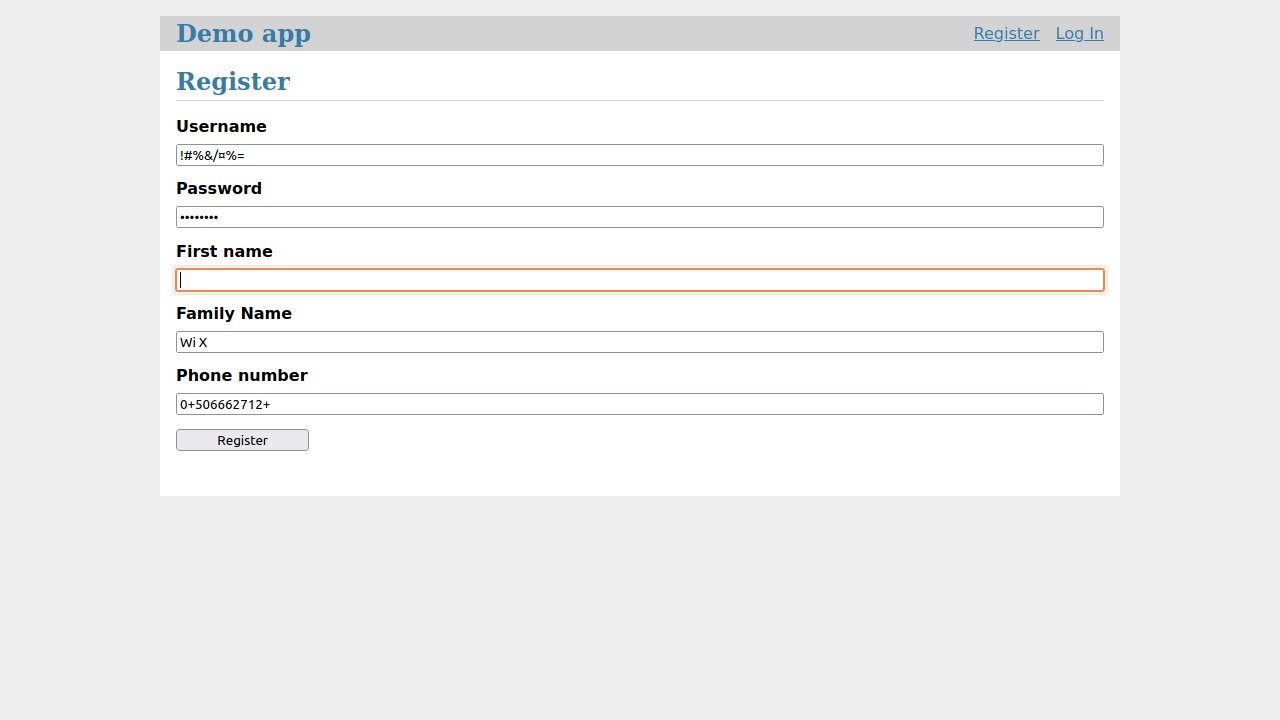 Demo app
Register Log In
Register
Username
!#%&/¤%=
Password
••••••••
First name
Family Name
Wi X
Phone number
0+506662712+
Register